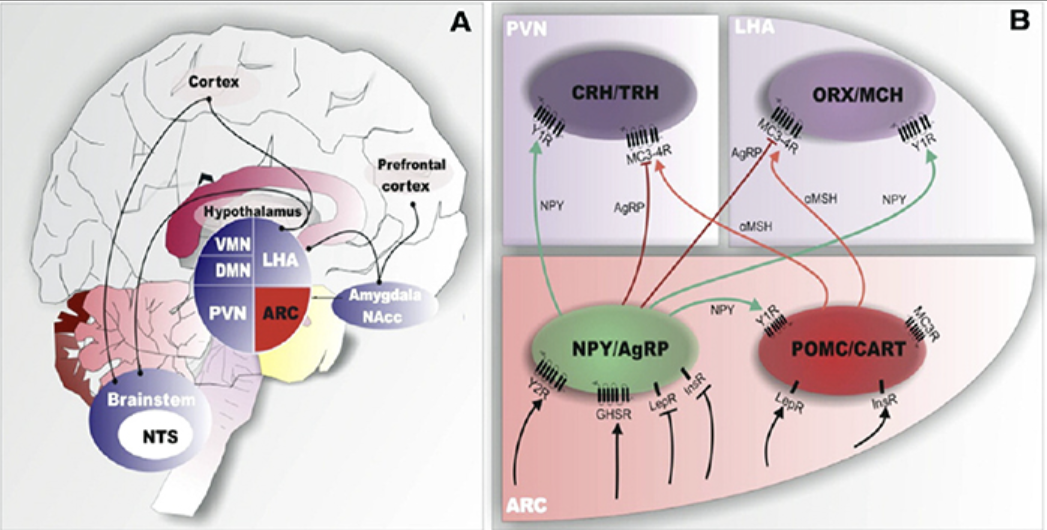 A
Cortex
Prefrontal
cortex
Hypothalamus
VMN
LHA
DMN
PVN
ARC
Amygdala
NAcc
Brainstem
NTS
B
PVN
LHA
CRH/TRH
ORX/MCH
Y1R
MC3-4R
MC3-4R
Y1R
AgRP
NPY
AgRP
αMSH
NPY
αMSH
NPY
Y1R
MC3R
NPY/AgRP
POMC/CART
Y2R
GHSR
LepR
InsR
LepR
InsR
ARC